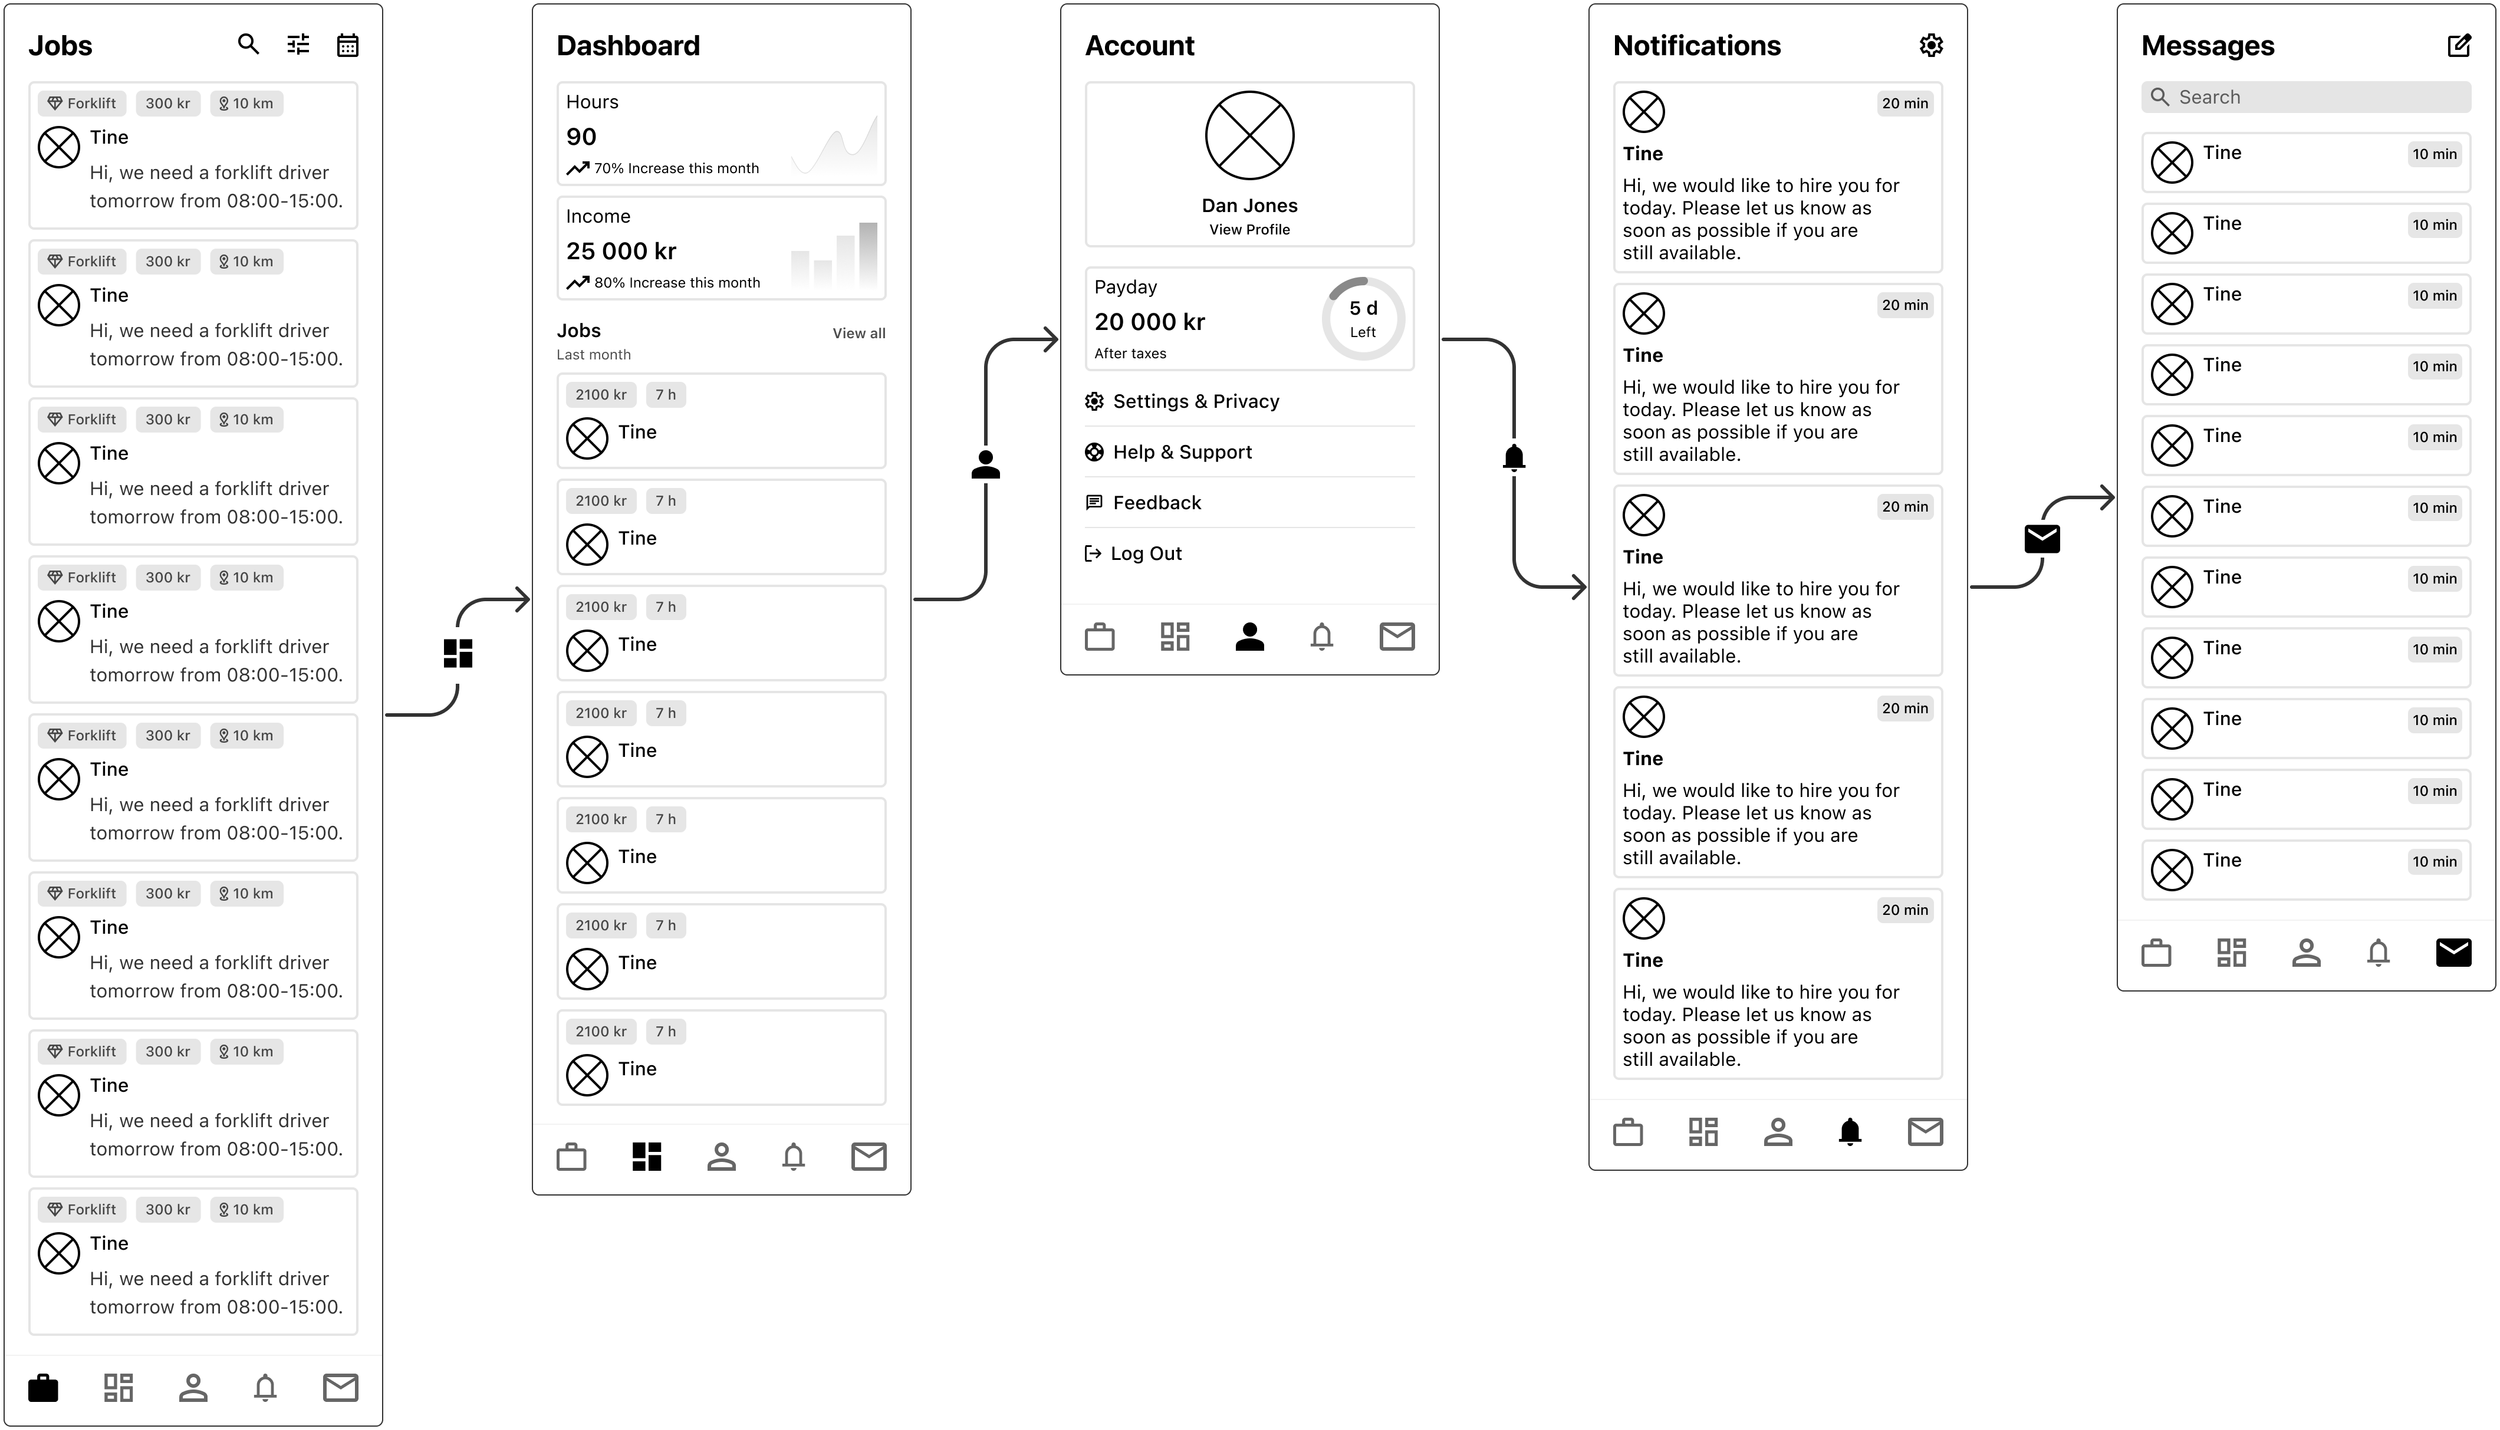 Jobs
Forklift 300 kr 10 km
Tine
Hi, we need a forklift driver
tomorrow from 08:00-15:00.
Forklift 300 kr 10 km
Tine
Hi, we need a forklift driver
tomorrow from 08:00-15:00.
Forklift 300 kr 10 km
Tine
Hi, we need a forklift driver
tomorrow from 08:00-15:00.
Forklift 300 kr 10 km
Tine
Hi, we need a forklift driver
tomorrow from 08:00-15:00.
Forklift 300 kr 10 km
Tine
Hi, we need a forklift driver
tomorrow from 08:00-15:00.
Forklift 300 kr 10 km
Tine
Hi, we need a forklift driver
tomorrow from 08:00-15:00.
Forklift 300 kr 10 km
Tine
Hi, we need a forklift driver
tomorrow from 08:00-15:00.
Forklift 300 kr 10 km
Tine
Hi, we need a forklift driver
tomorrow from 08:00-15:00.
Dashboard
Hours
90
70% Increase this month
Income
25 000 kr
80% Increase this month
Jobs
View all
Last month
2100 kr 7 h
Tine
2100 kr 7 h
Tine
2100 kr 7 h
Tine
2100 kr 7 h
Tine
2100 kr 7 h
Tine
2100 kr 7 h
Tine
2100 kr 7 h
Tine
Account
Dan Jones
View Profile
Payday
20 000 kr
After taxes
5 d
Left
Settings & Privacy
Help & Support
Feedback
Log Out
Notifications
20 min
Tine
Hi, we would like to hire you for
today. Please let us know as
soon as possible if you are
still available.
20 min
Tine
Hi, we would like to hire you for
today. Please let us know as
soon as possible if you are
still available.
20 min
Tine
Hi, we would like to hire you for
today. Please let us know as
soon as possible if you are
still available.
20 min
Tine
Hi, we would like to hire you for
today. Please let us know as
soon as possible if you are
still available.
20 min
Tine
Hi, we would like to hire you for
today. Please let us know as
soon as possible if you are
still available.
Messages
Search
Tine 10 min
Tine 10 min
Tine 10 min
Tine 10 min
Tine 10 min
Tine 10 min
Tine 10 min
Tine 10 min
Tine 10 min
Tine 10 min
Tine 10 min